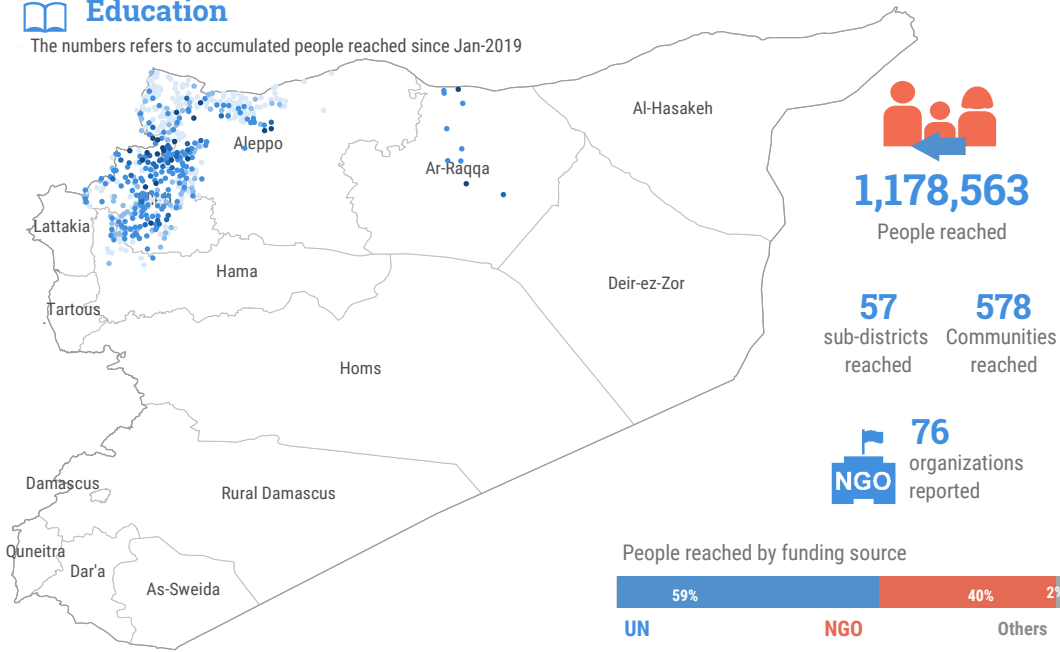 Education
The numbers refers to accumulated people reached since Jan-2019
Al-Hasakeh
Aleppo
Ar-Raqqa
Lattakia
Hama
Deir-ez-Zor
Tartous
Homs
Damascus
Rural Damascus
Quneitra
Dar'a
As-Sweida
1,178,563
People reached
57
sub-districts
reached
578
Communities
reached
76
organizations
reported
NGO
People reached by funding source
59%
40%
2%
UN
NGO
Others